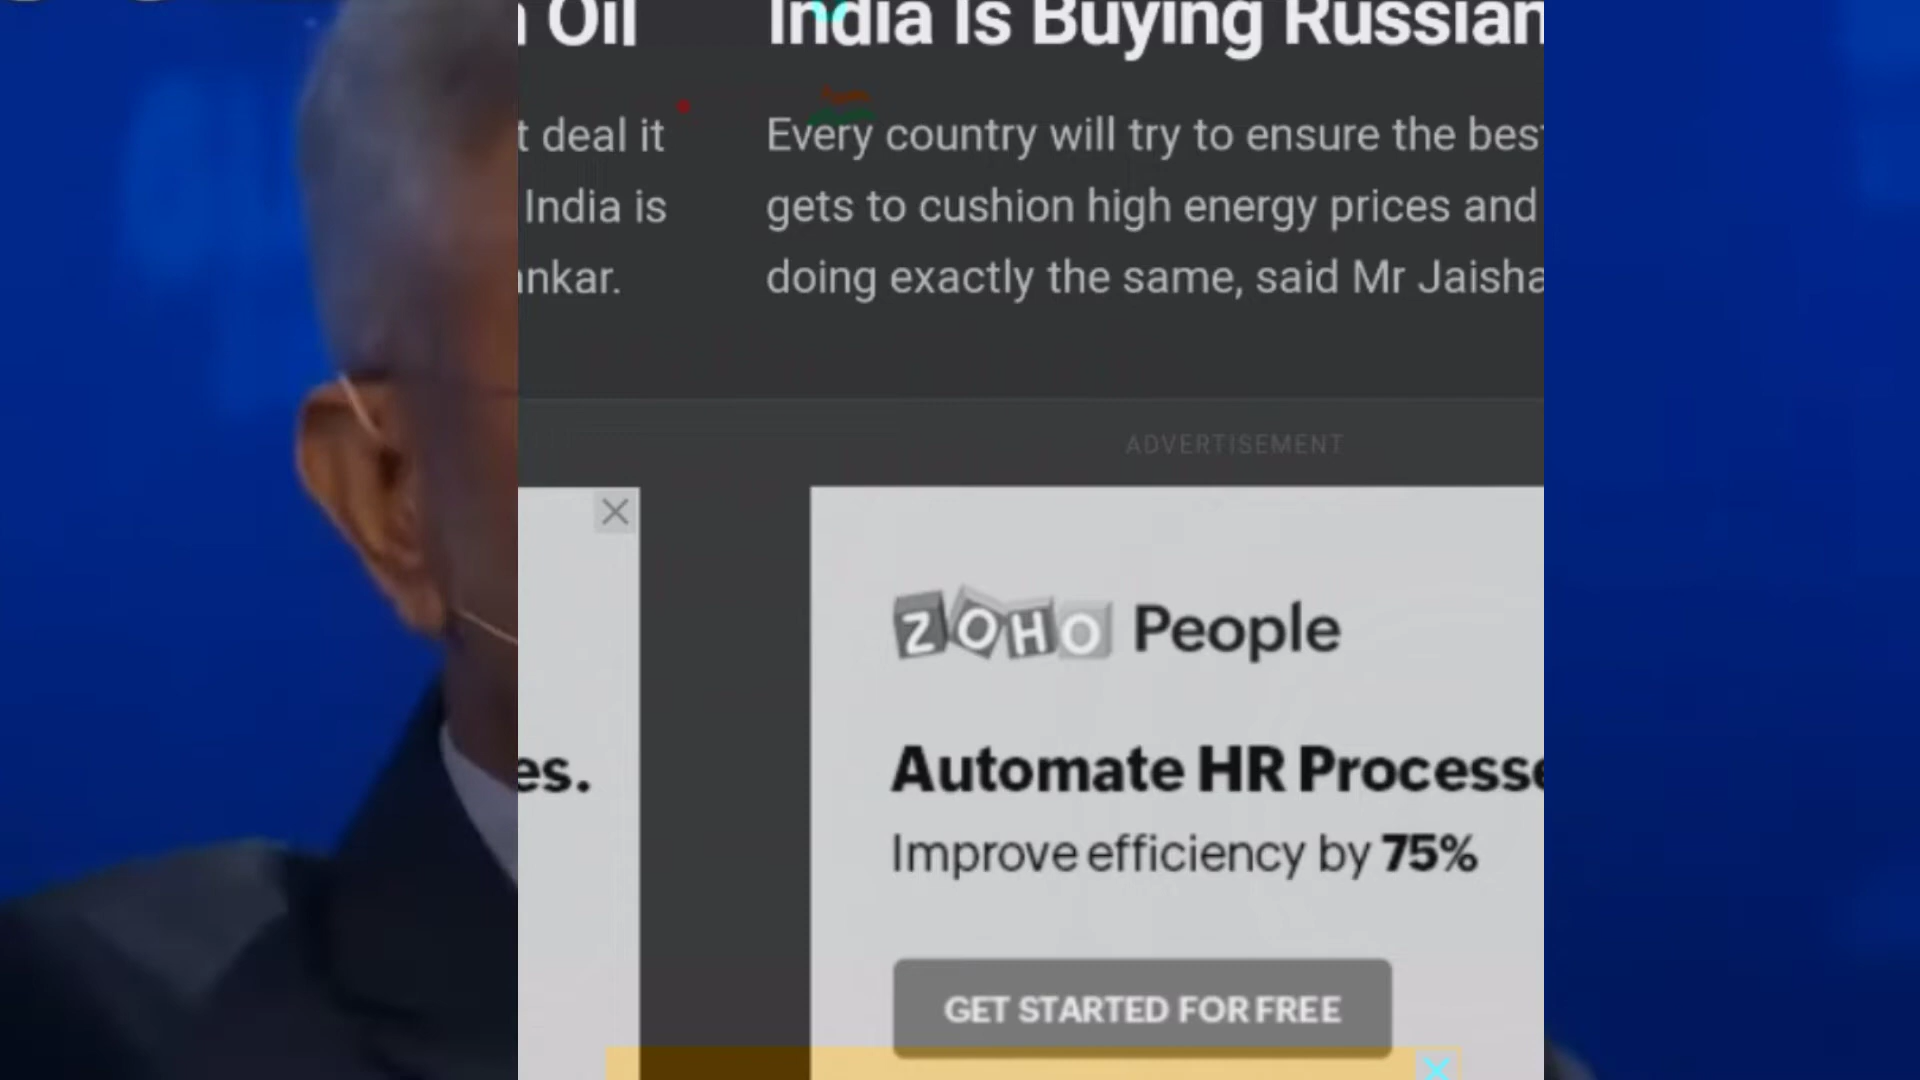 n Oil
India Is Buying Russian
t deal it
Every country will try to ensure the best
India is
gets to cushion high energy prices and
ankar.
doing exactly the same, said Mr Jaisha
ADVERTISEMENT
ZOHO People
es.
Automate HR Processe
Improve efficiency by 75%
GET STARTED FOR FREE